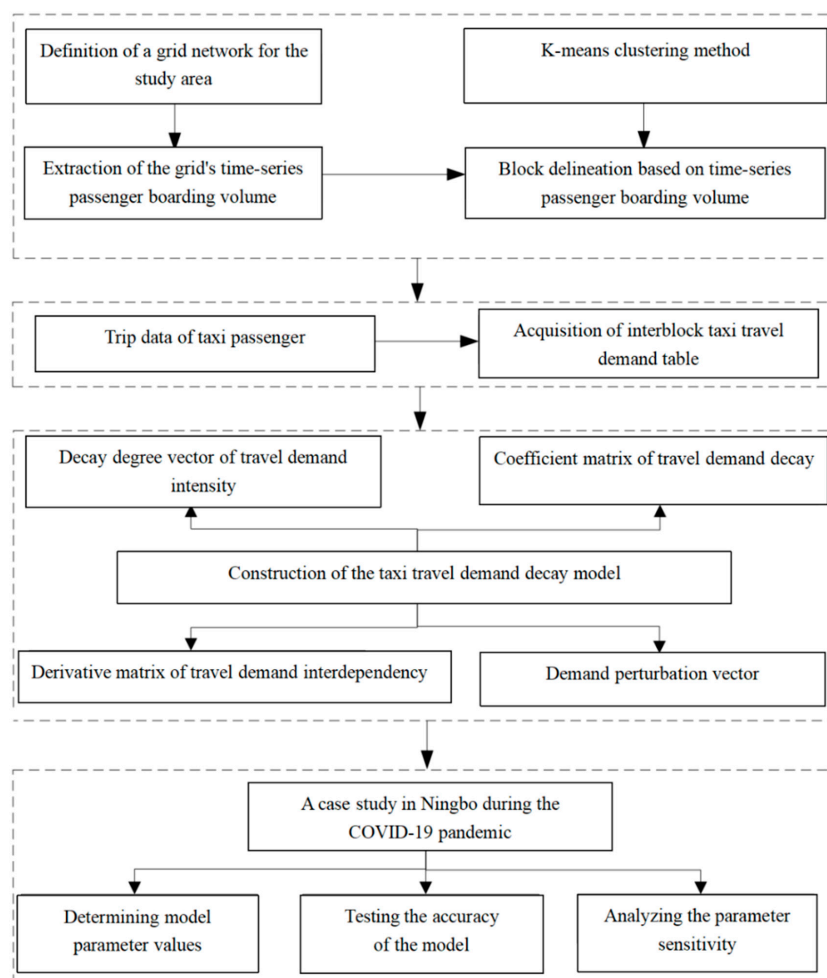 Definition of a grid network for the
study area
K-means clustering method
Extraction of the grid's time-series
passenger boarding volume
Block delineation based on time-series
passenger boarding volume
Trip data of taxi passenger
Acquisition of interblock taxi travel
demand table
Decay degree vector of travel demand
intensity
Coefficient matrix of travel demand decay
Construction of the taxi travel demand decay model
Derivative matrix of travel demand interdependency
Demand perturbation vector
A case study in Ningbo during the
COVID-19 pandemic
Determining model
parameter values
Testing the accuracy
of the model
Analyzing the parameter
sensitivity